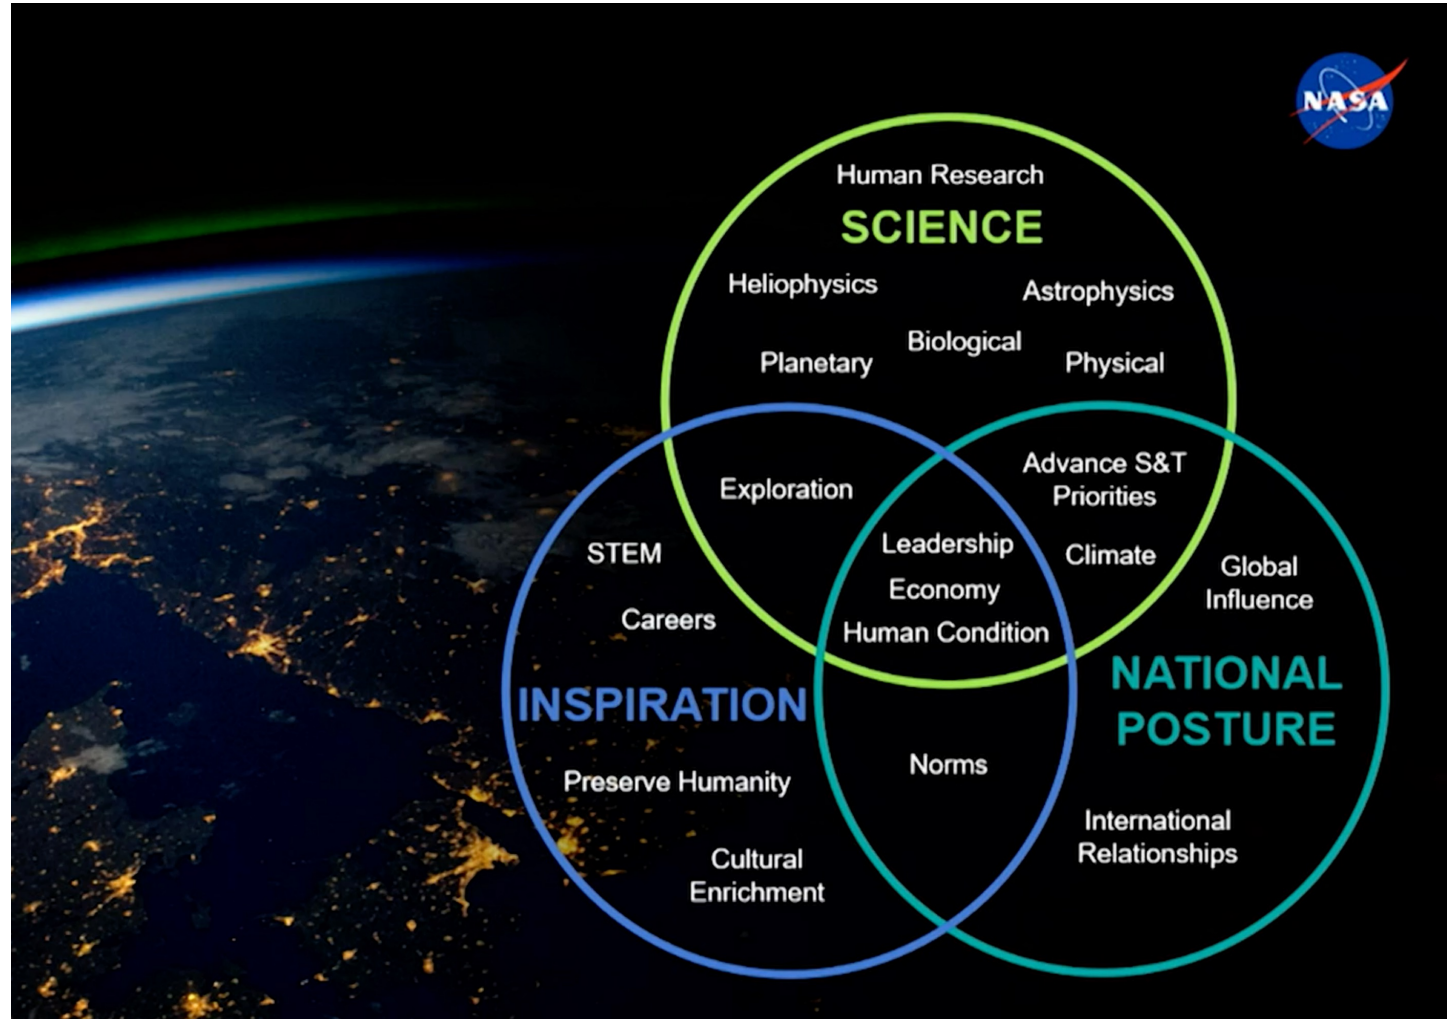 NASA
Human Research
SCIENCE
Heliophysics
Astrophysics
Biological
Planetary
Physical
Exploration
Advance S&T
Priorities
Leadership
Climate
Economy
Human Condition
STEM
Careers
Global
Influence
INSPIRATION
NATIONAL
POSTURE
Norms
Preserve Humanity
Cultural
Enrichment
International
Relationships